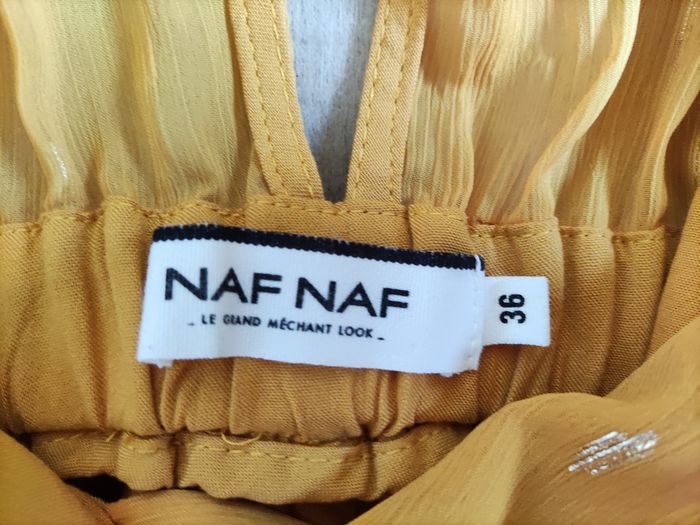 NAF NAF
_ LE GRAND MÉCHANT LOOK _
36